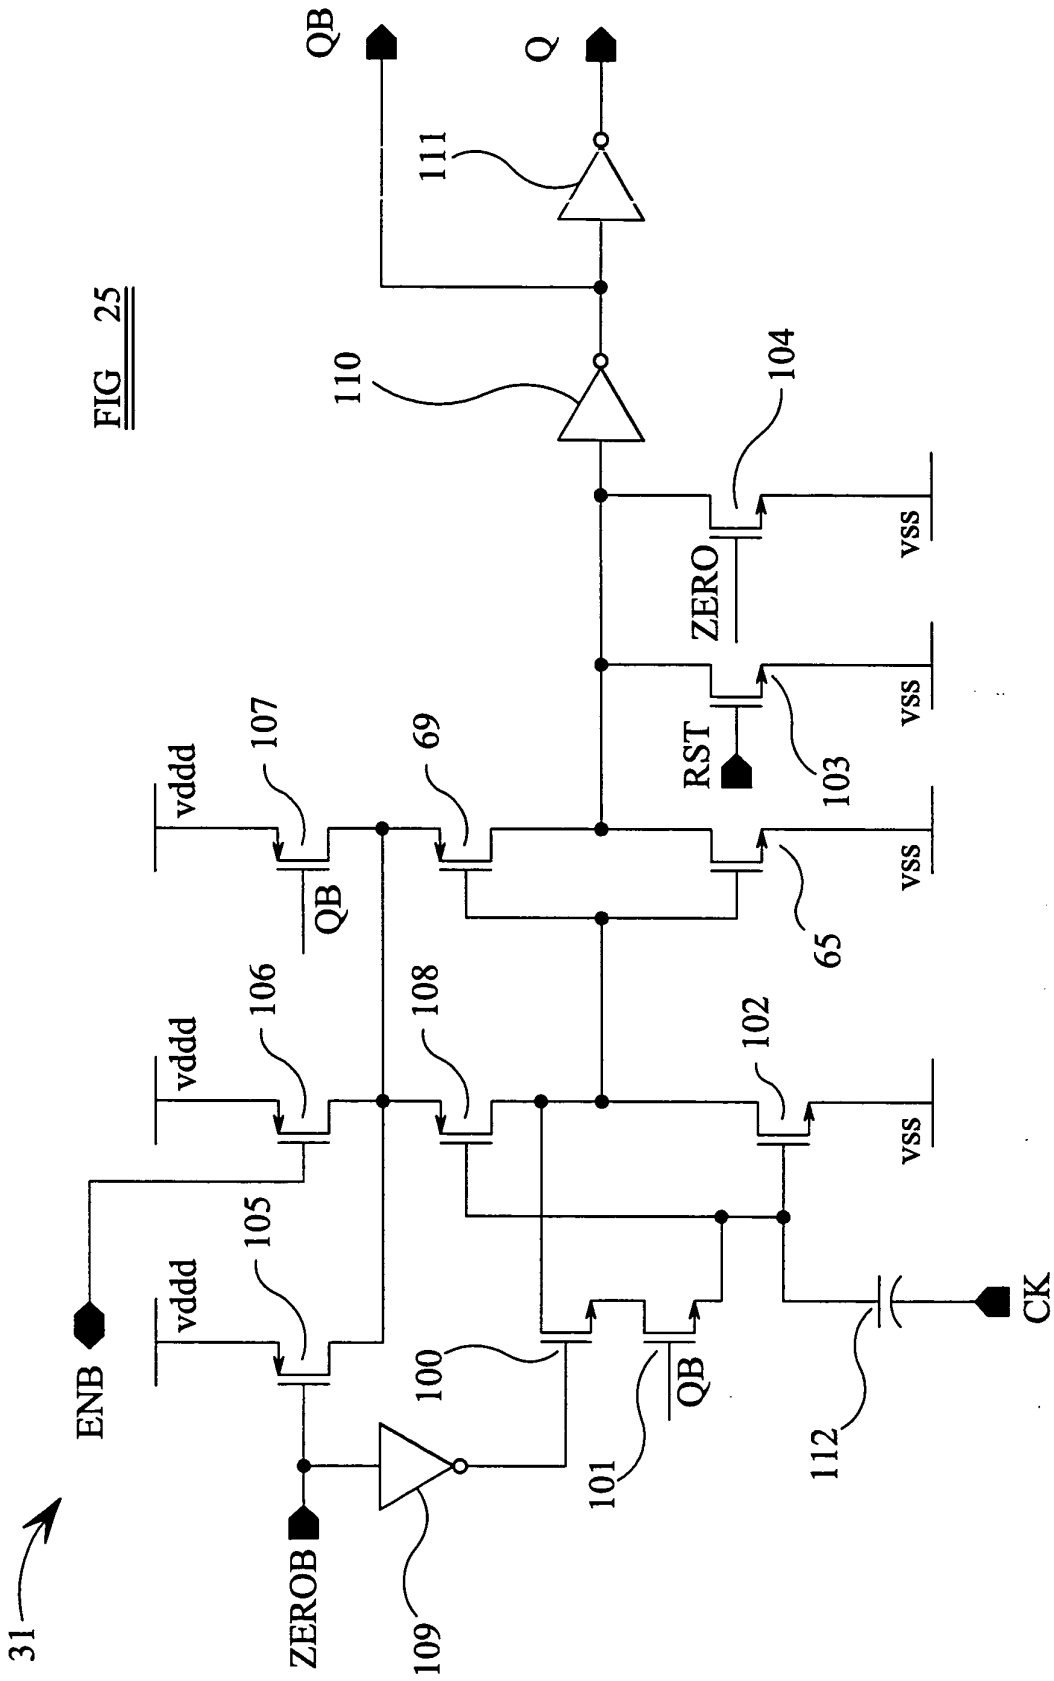 FIG 25
31
ENB
ZEROB
109
vddd
105
vddd
106
vddd
107
QB
100
101
QB
108
69
112
CK
102
vss
65
vss
RST
103
vss
ZERO
104
vss
110
111
QB
Q